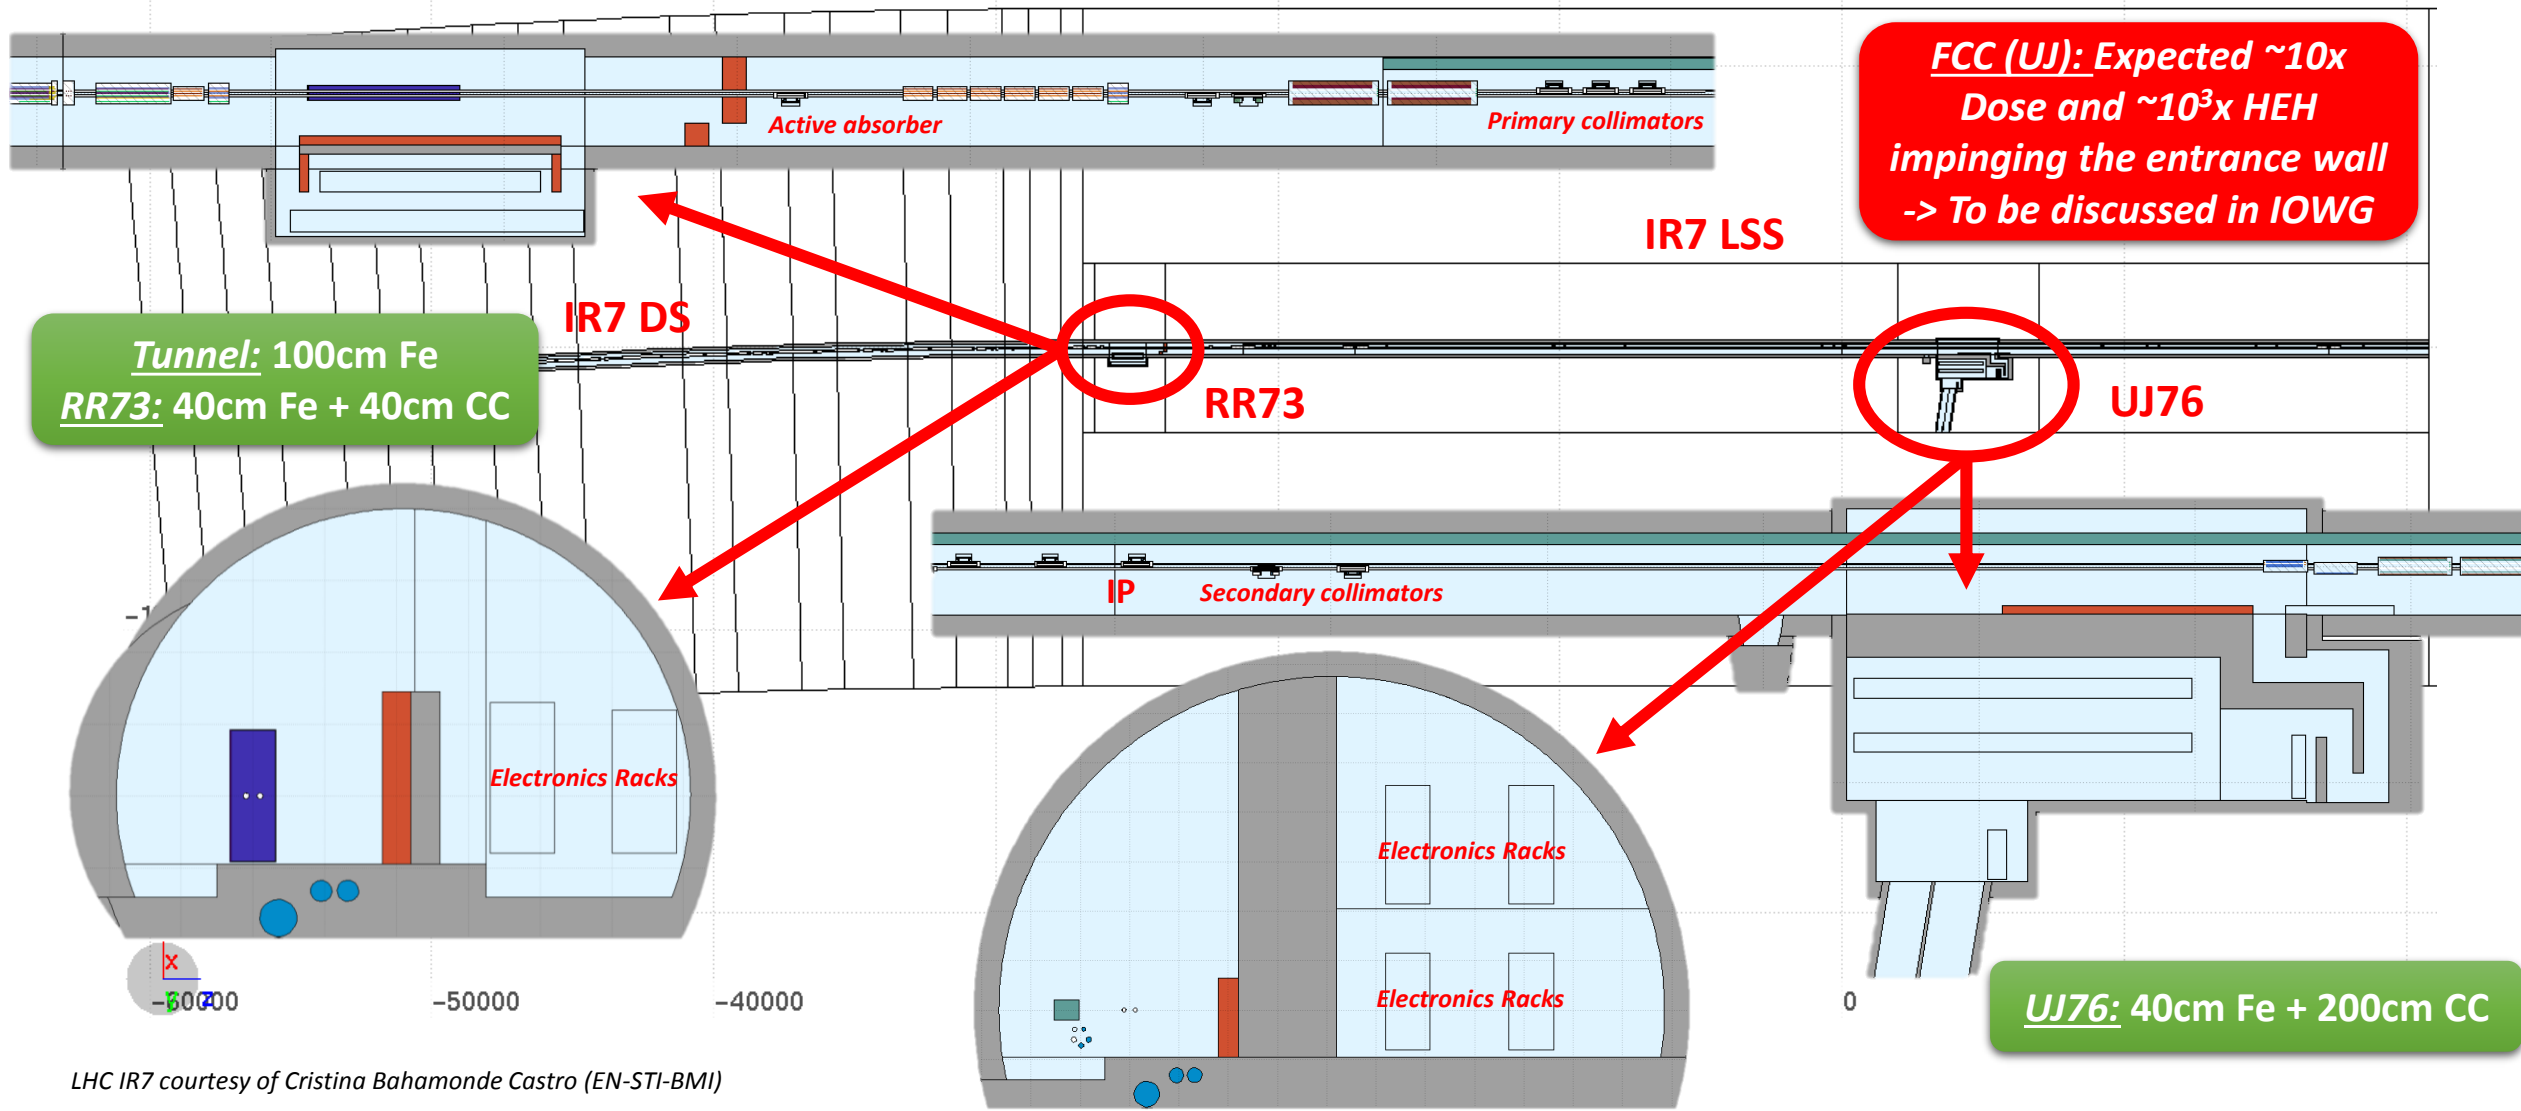 Active absorber
Primary collimators
FCC (UJ): Expected ~10x
Dose and ~10³x HEH
impinging the entrance wall
-> To be discussed in IOWG
IR7 LSS
IR7 DS
Tunnel: 100cm Fe
RR73: 40cm Fe + 40cm CC
RR73
UJ76
IP
Secondary collimators
Electronics Racks
Electronics Racks
Electronics Racks
X
-50000
-40000
0
UJ76: 40cm Fe + 200cm CC
LHC IR7 courtesy of Cristina Bahamonde Castro (EN-STI-BMI)